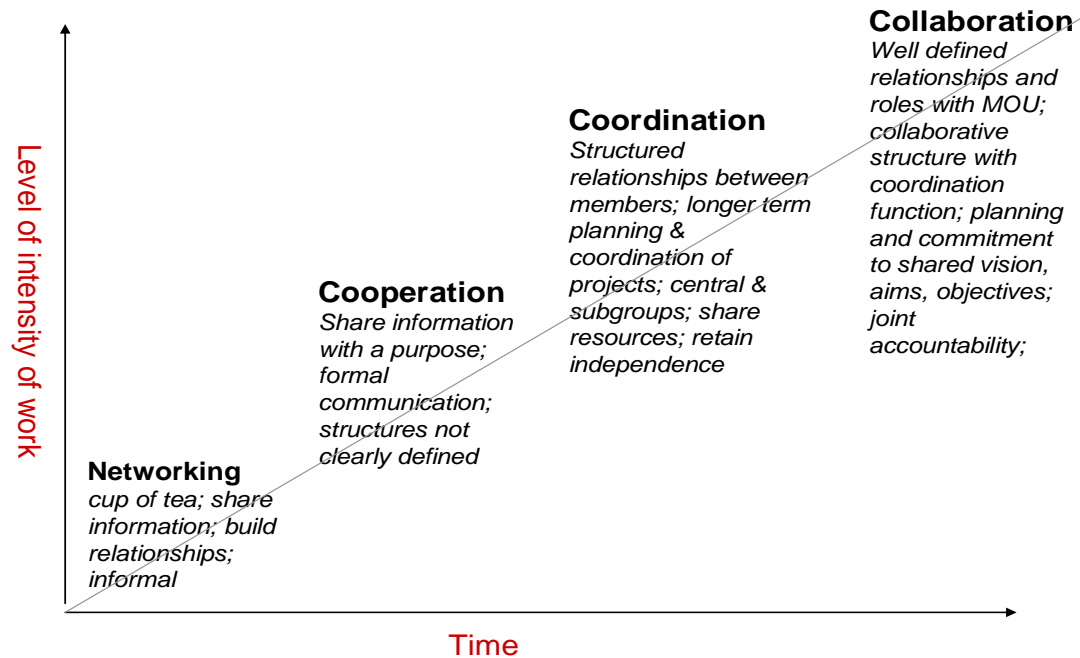 Collaboration
Well defined
relationships and
roles with MOU;
collaborative
structure with
coordination
function; planning
and commitment
to shared vision,
aims, objectives;
joint
accountability;
Coordination
Structured
relationships between
members; longer term
planning &
coordination of
projects; central &
subgroups; share
resources; retain
independence
Cooperation
Share information
with a purpose;
formal
communication;
structures not
clearly defined
Networking
cup of tea; share
information; build
relationships;
informal
Level of intensity of work
Time